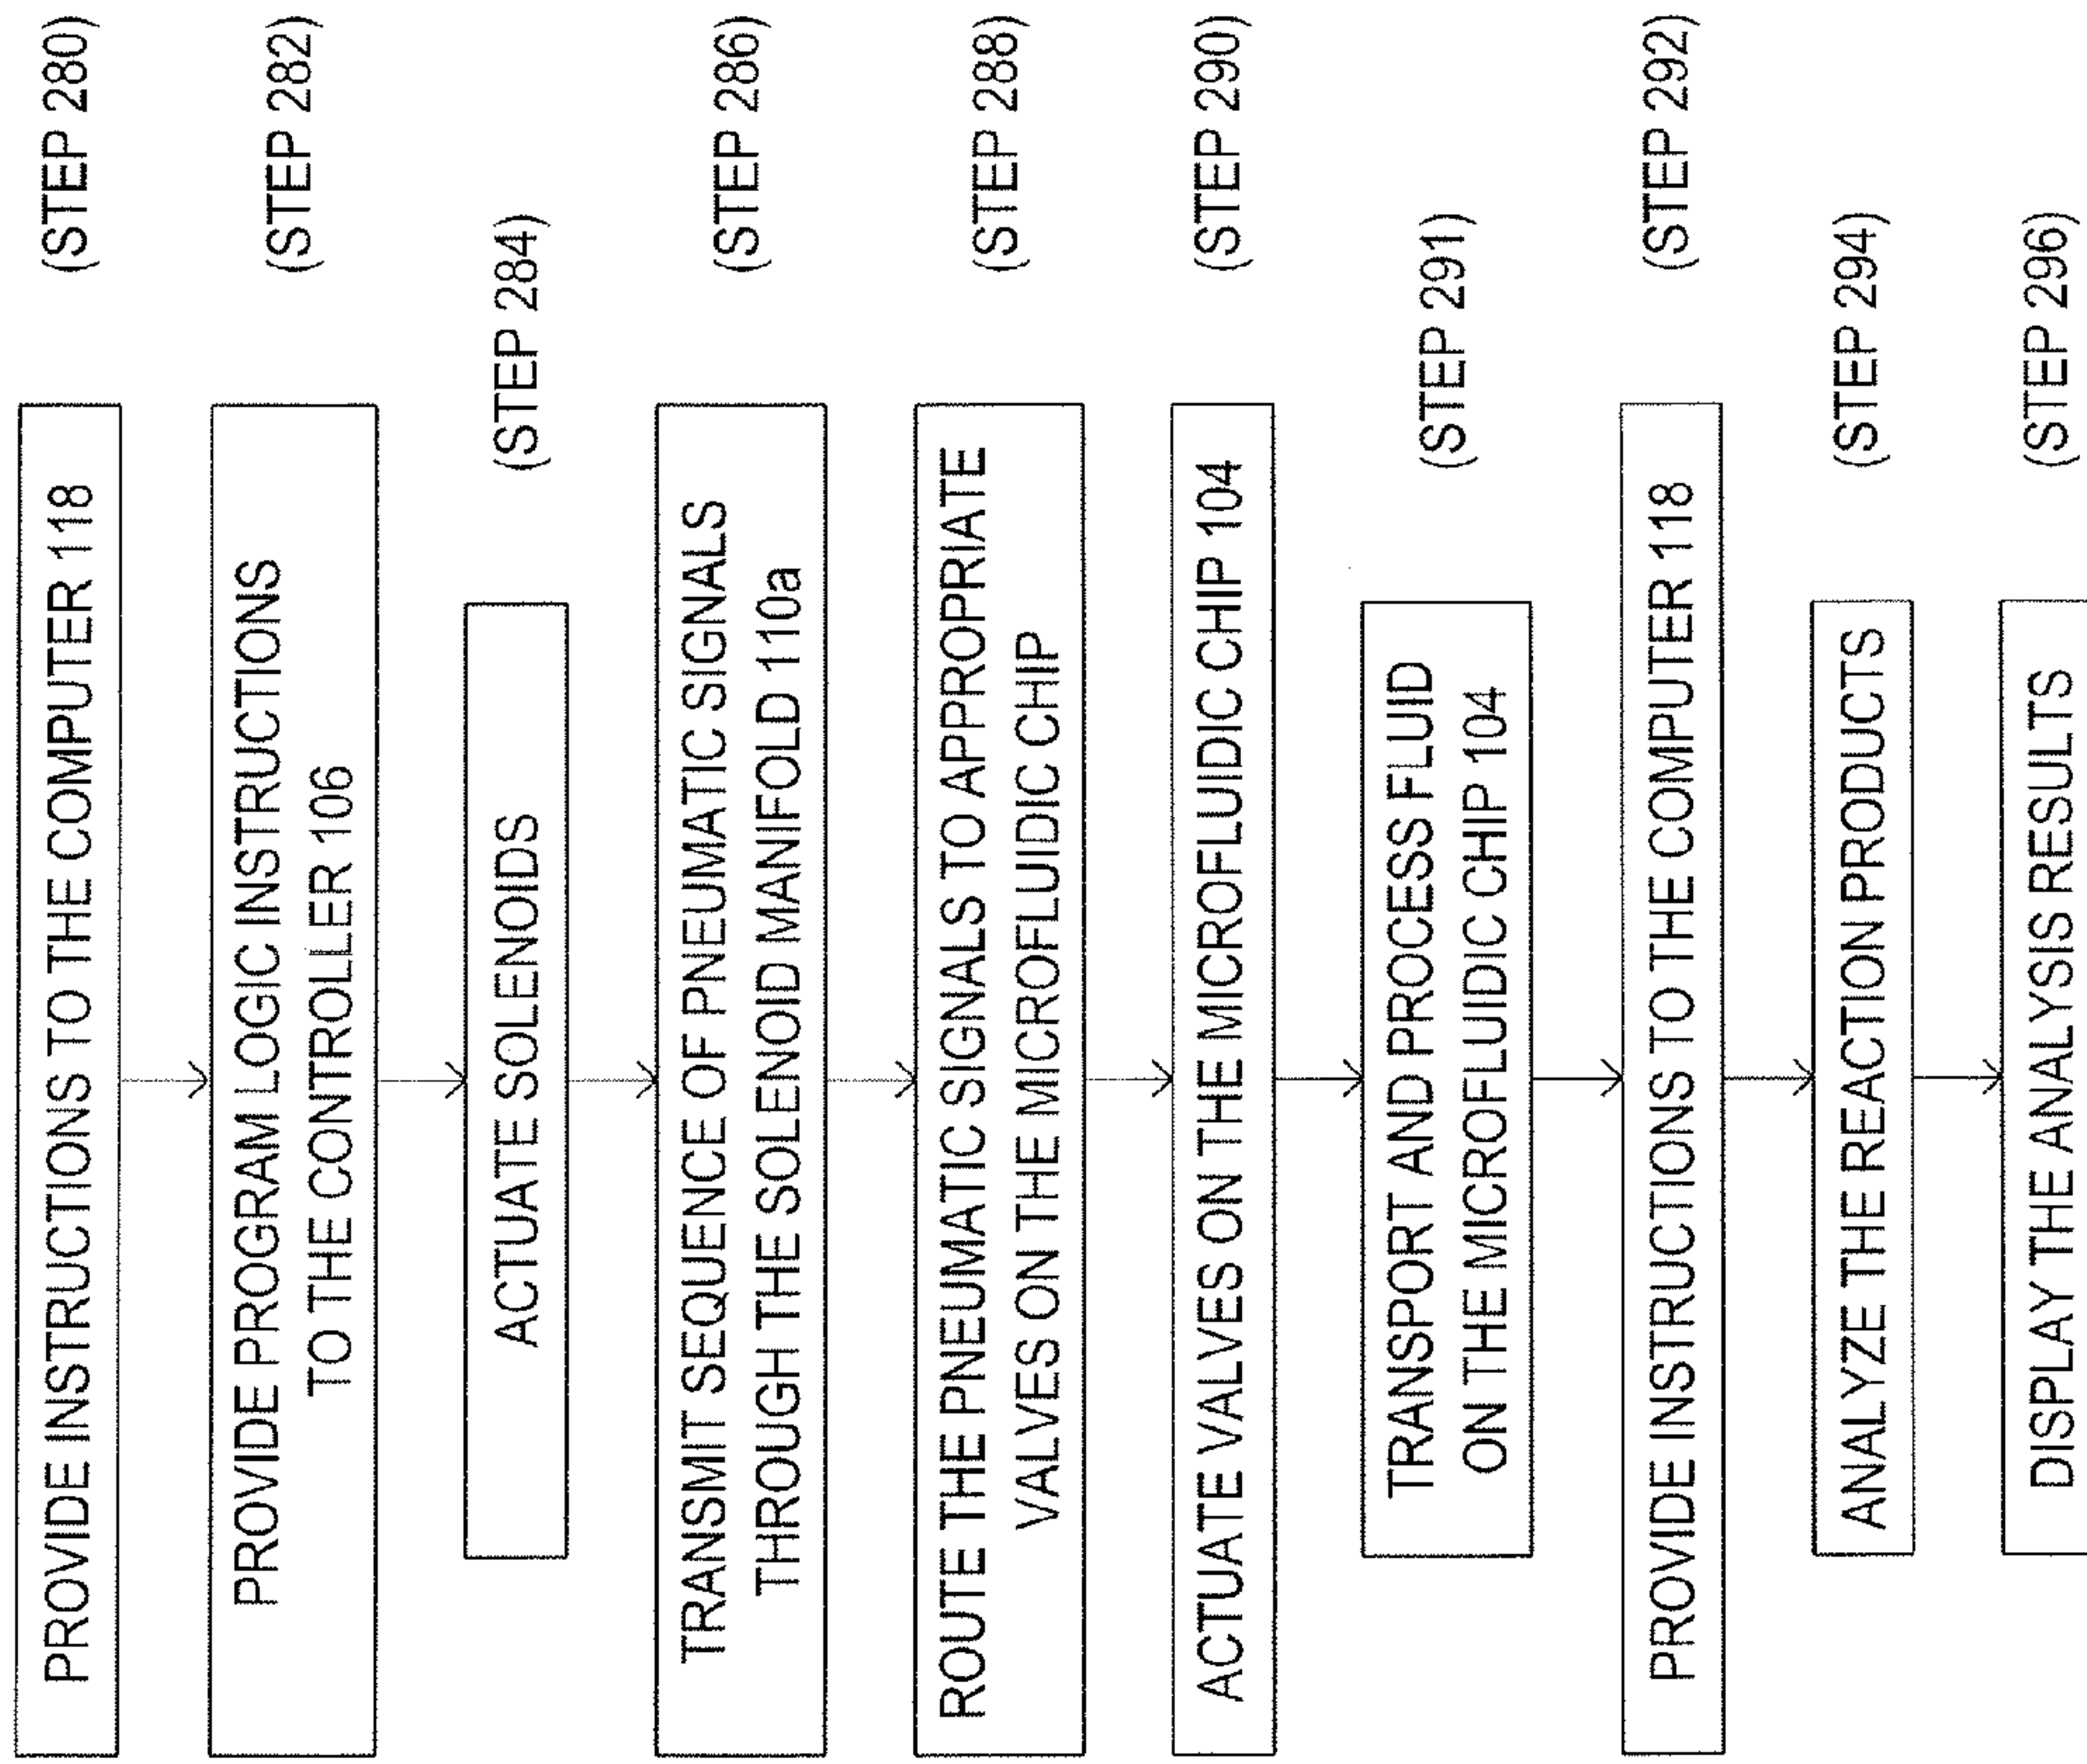 PROVIDE INSTRUCTIONS TO THE COMPUTER 118
(STEP 280)
PROVIDE PROGRAM LOGIC INSTRUCTIONS
TO THE CONTROLLER 106
(STEP 282)
ACTUATE SOLENOIDS
(STEP 284)
TRANSMIT SEQUENCE OF PNEUMATIC SIGNALS
THROUGH THE SOLENOID MANIFOLD 110a
(STEP 286)
ROUTE THE PNEUMATIC SIGNALS TO APPROPRIATE
VALVES ON THE MICROFLUIDIC CHIP
(STEP 288)
ACTUATE VALVES ON THE MICROFLUIDIC CHIP 104
(STEP 290)
TRANSPORT AND PROCESS FLUID
ON THE MICROFLUIDIC CHIP 104
(STEP 291)
PROVIDE INSTRUCTIONS TO THE COMPUTER 118
(STEP 292)
ANALYZE THE REACTION PRODUCTS
(STEP 294)
DISPLAY THE ANALYSIS RESULTS
(STEP 296)